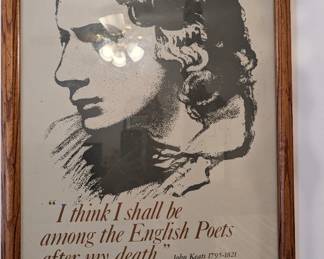 “I think I shall be
among the English Poets
after my death.”
John Keats 1795-1821